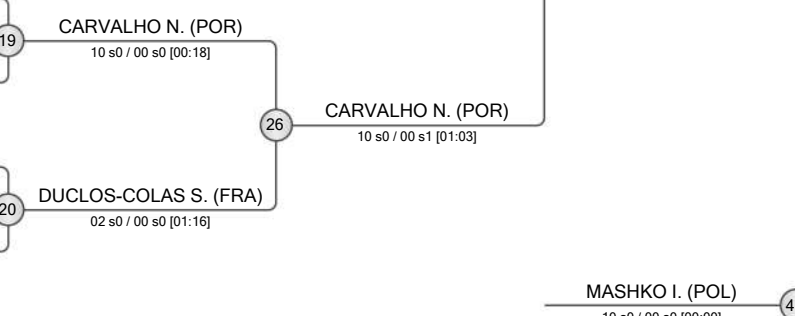 19
CARVALHO N. (POR)
10 s0 / 00 s0 [00:18]
26
CARVALHO N. (POR)
10 s0 / 00 s1 [01:03]
20
DUCLOS-COLAS S. (FRA)
02 s0 / 00 s0 [01:16]
MASHKO I. (POL)
4